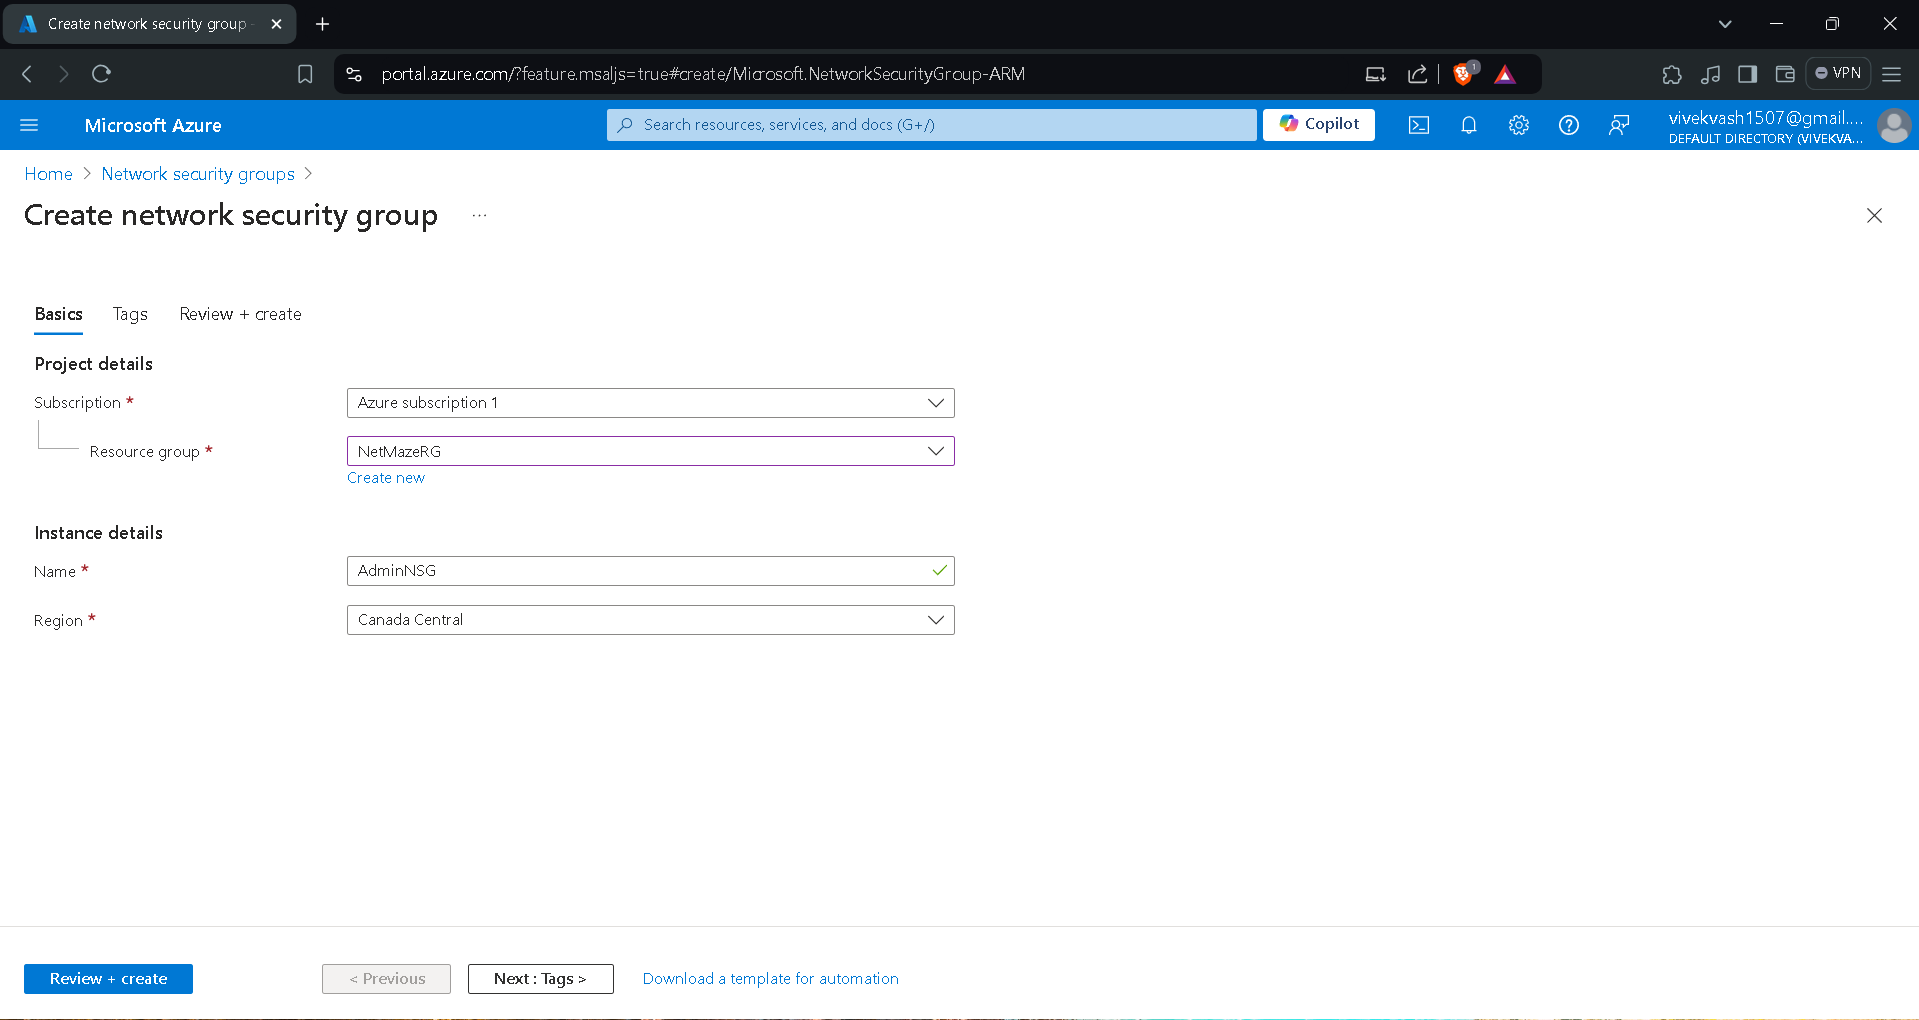 Create network security group -
portal.azure.com/?feature.msaljs=true#create/Microsoft.NetworkSecurityGroup-ARM
1
VPN
Microsoft Azure
Search resources, services, and docs (G+/)
Copilot
vivekvash1507@gmail....
DEFAULT DIRECTORY (VIVEKVA...
Home > Network security groups >
Create network security group ...
Basics Tags Review + create
Project details
Subscription *
Azure subscription 1
Resource group *
NetMazeRG
Create new
Instance details
Name *
AdminNSG
Region *
Canada Central
Review + create
< Previous
Next : Tags >
Download a template for automation